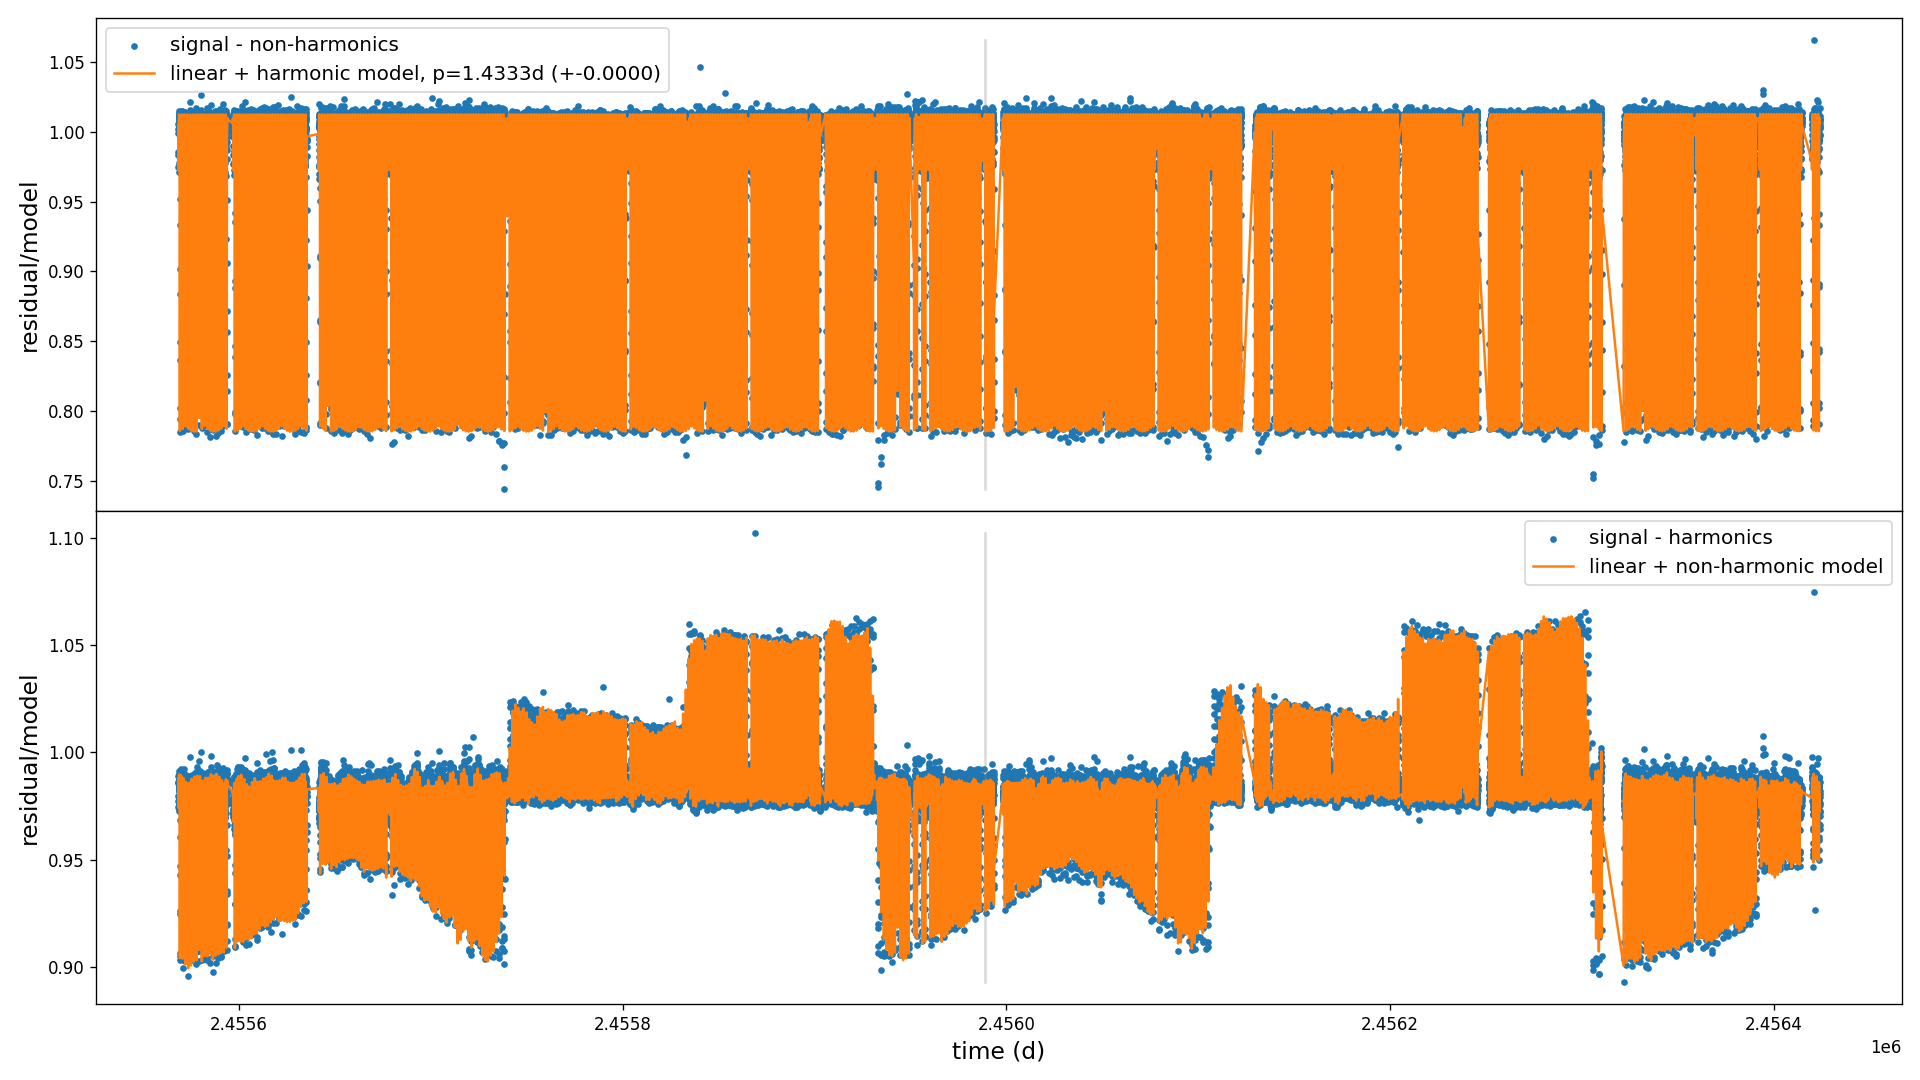 signal - non-harmonics
linear + harmonic model, p=1.4333d (+-0.0000)
1.05
1.00
0.95
0.90
0.85
0.80
0.75
residual/model
signal - harmonics
linear + non-harmonic model
1.10
1.05
1.00
0.95
0.90
residual/model
2.4556
2.4558
2.4560
2.4562
2.4564
1e6
time (d)